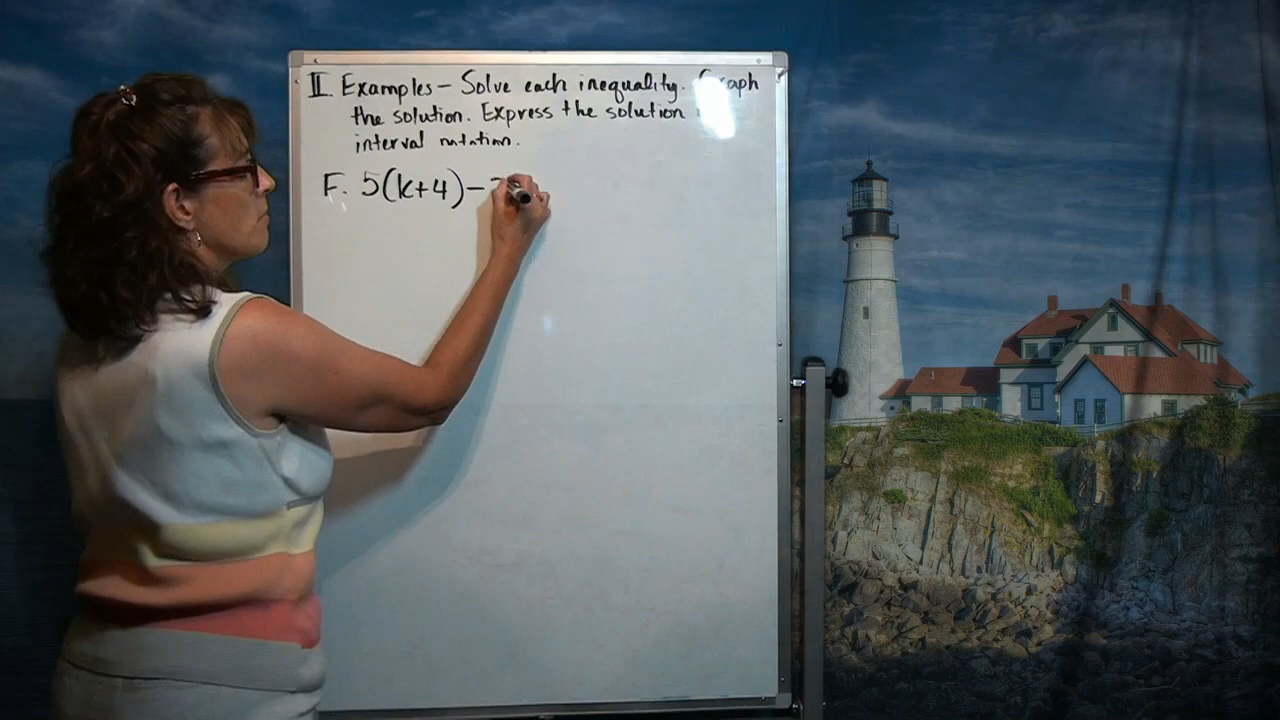 II. Examples - Solve each inequality. Graph
the solution. Express the solution
interval notation.
F. 5(k+4)-